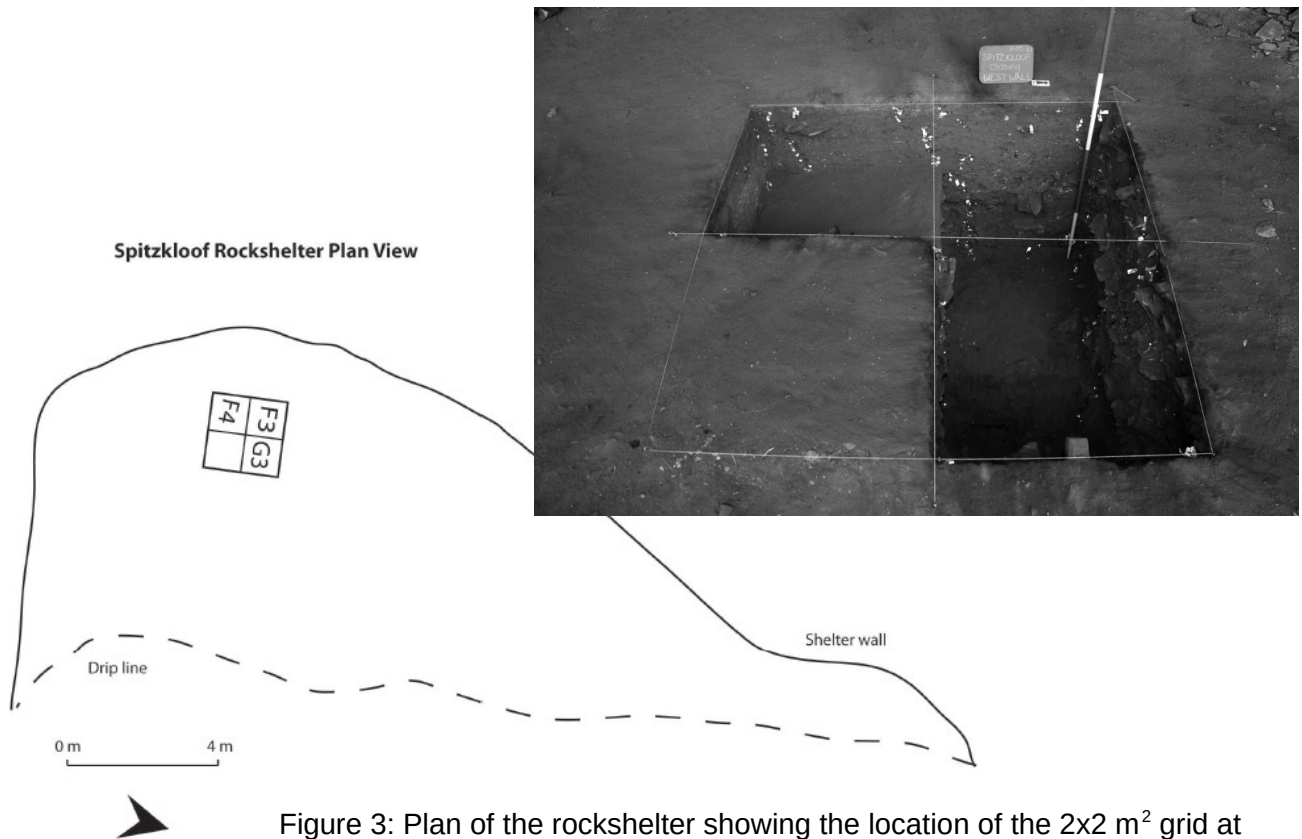 SPITZKLOOF
Closing
WEST WALL
Spitzkloof Rockshelter Plan View
F3
F4
G3
Shelter wall
Drip line
0 m 4 m
Figure 3: Plan of the rockshelter showing the location of the 2x2 m² grid at